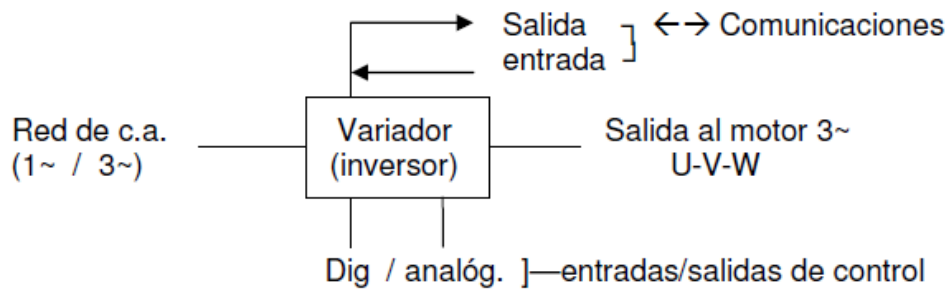 Salida ←→ Comunicaciones
entrada
Red de c.a.
(1~ / 3~)
Variador
(inversor)
Salida al motor 3~
U-V-W
Dig / analóg. ]—entradas/salidas de control